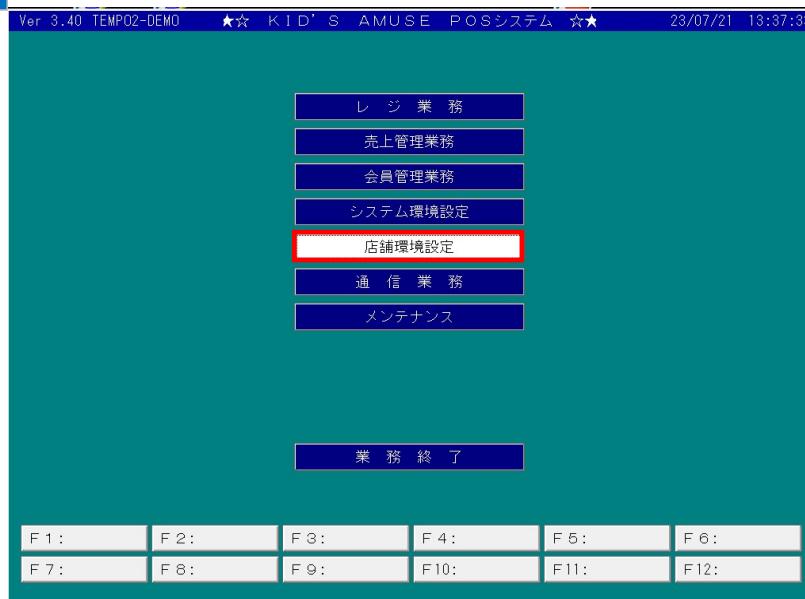 Ver 3.40 TEMPO2-DEMO ★☆ KID'S AMUSE POSシステム ☆★ 23/07/21 13:37:3
レジ業務
売上管理業務
会員管理業務
システム環境設定
店舗環境設定
通信業務
メンテナンス
業務終了
F1: F2: F3: F4: F5: F6:
F7: F8: F9: F10: F11: F12: